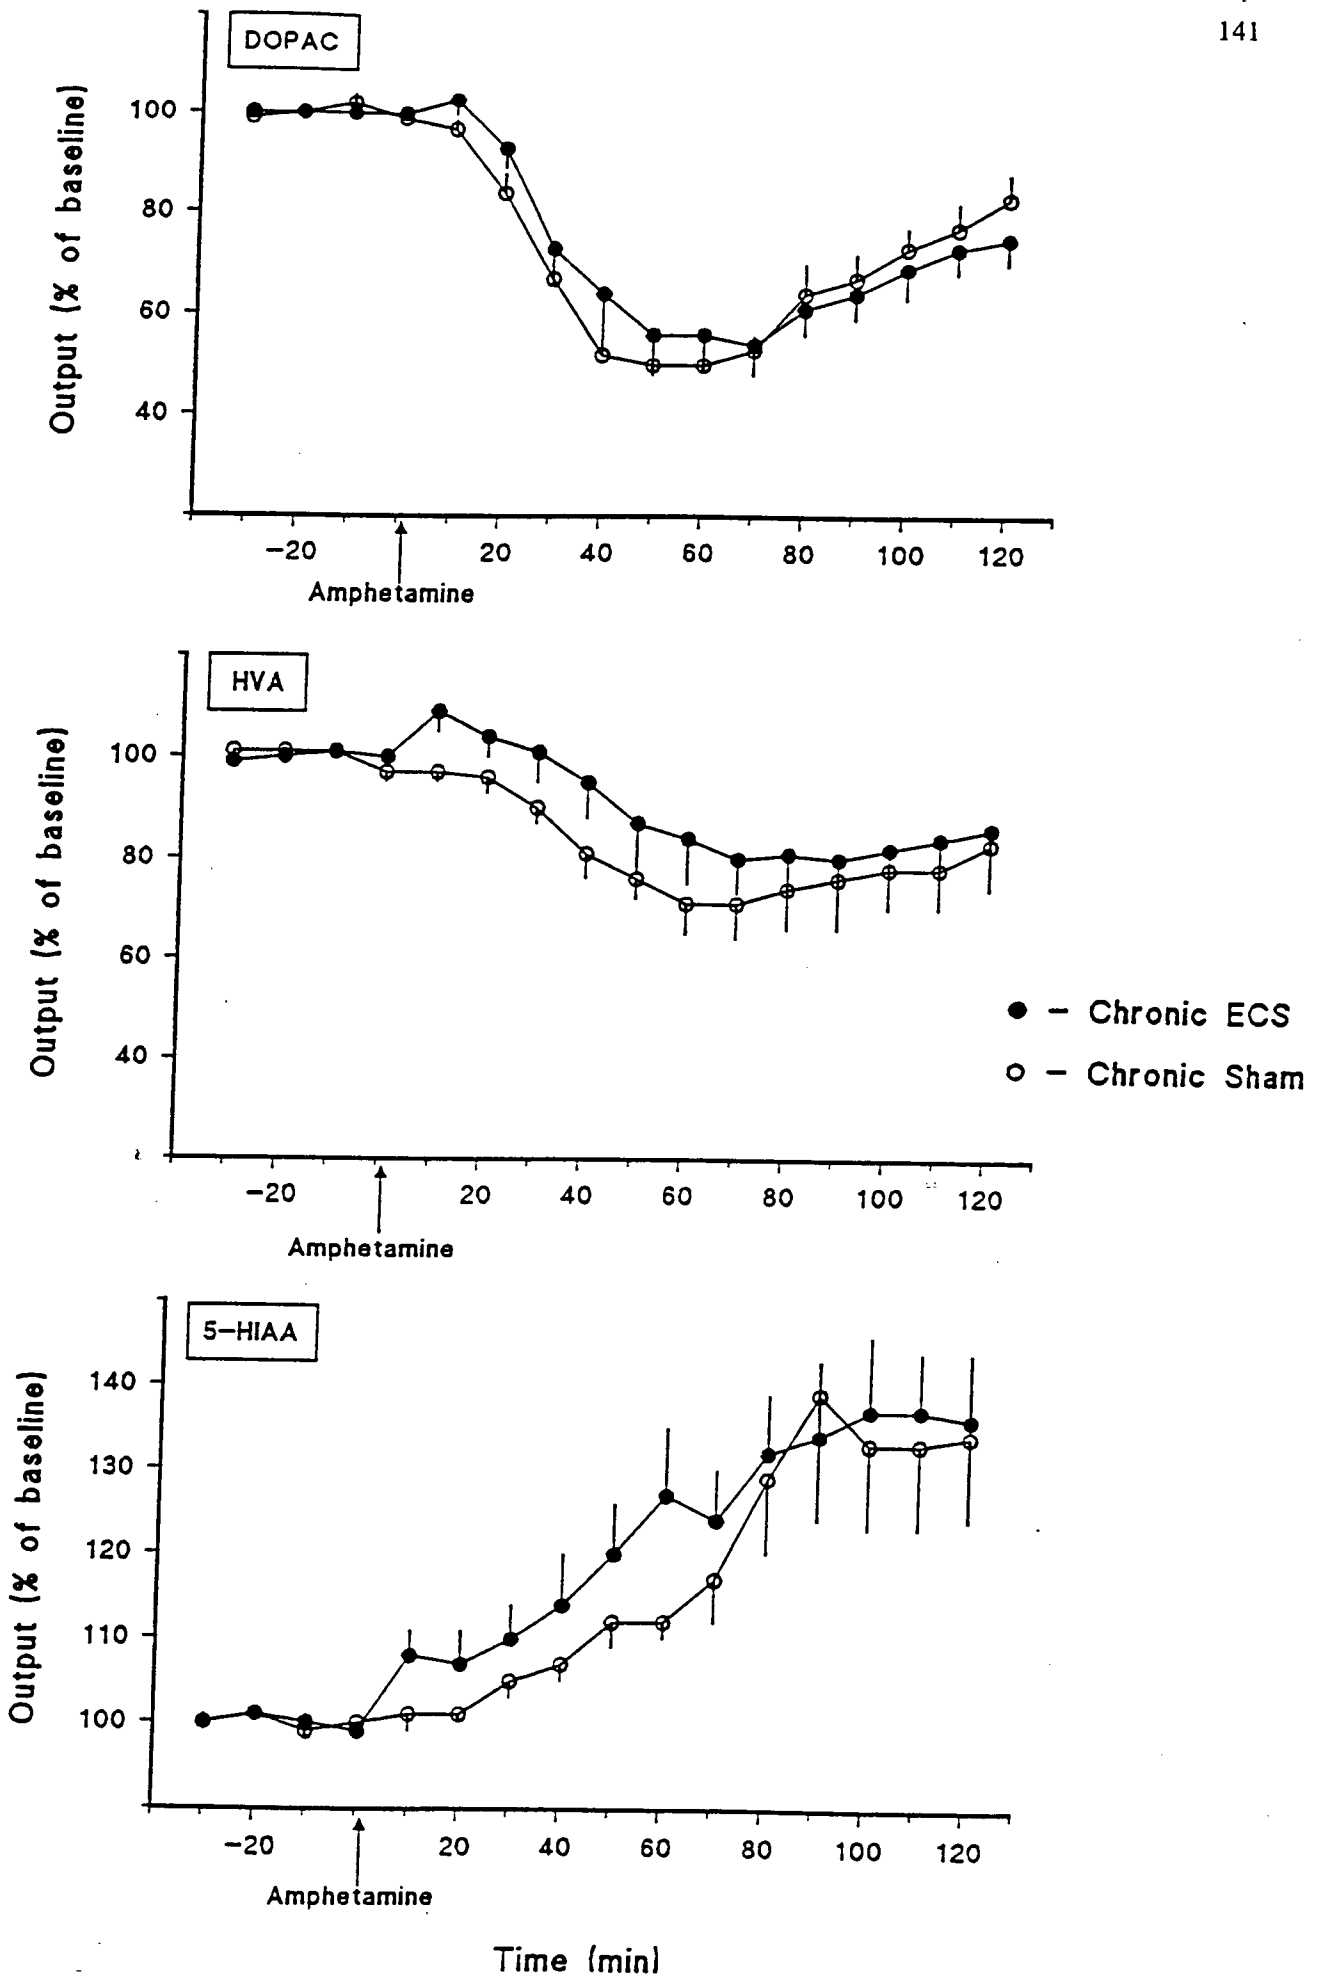 141
DOPAC
Output (% of baseline)
100
80
60
40
-20 20 40 60 80 100 120
Amphetamine
HVA
Output (% of baseline)
100
80
60
40
-20 20 40 60 80 100 120
Amphetamine
● - Chronic ECS
○ - Chronic Sham
5-HIAA
Output (% of baseline)
140
130
120
110
100
-20 20 40 60 80 100 120
Amphetamine
Time (min)